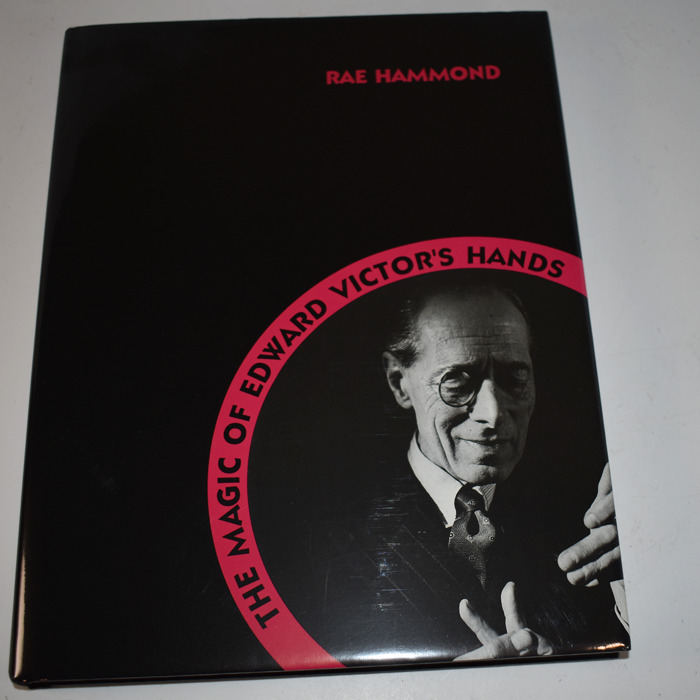 RAE HAMMOND
THE MAGIC OF EDWARD VICTOR'S HANDS